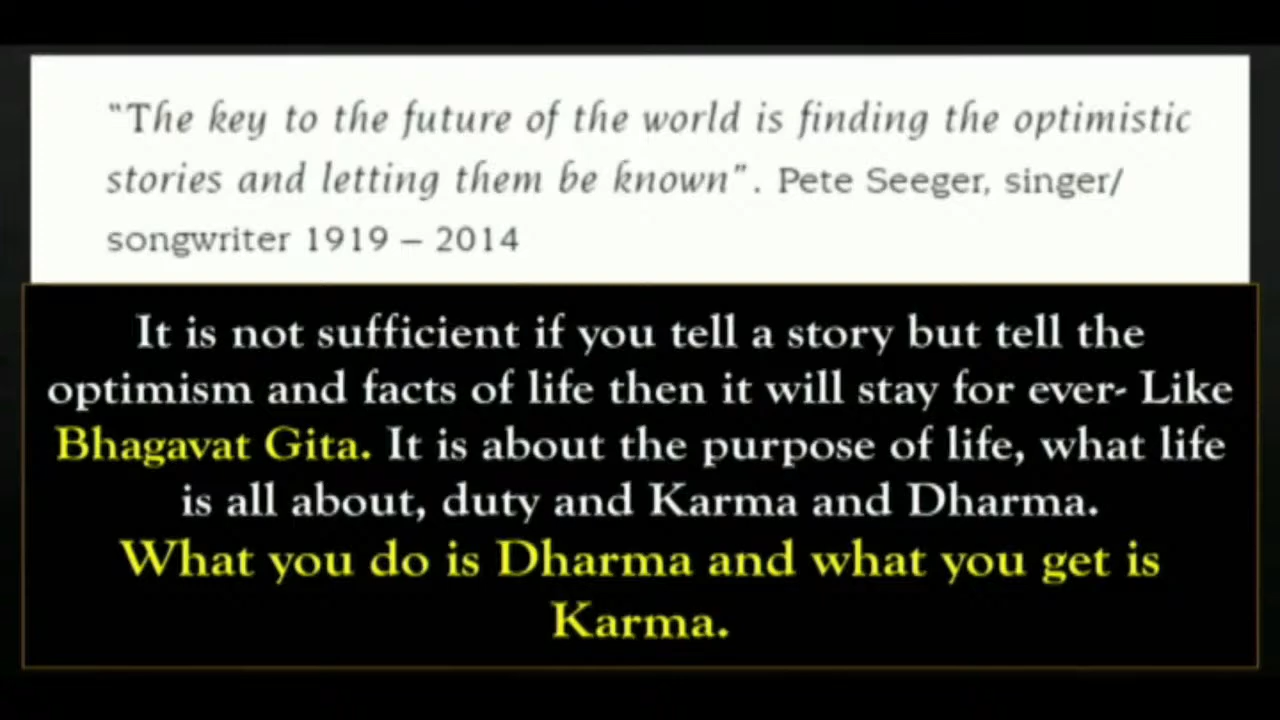 "The key to the future of the world is finding the optimistic
stories and letting them be known". Pete Seeger, singer/
songwriter 1919 – 2014
It is not sufficient if you tell a story but tell the
optimism and facts of life then it will stay for ever- Like
Bhagavat Gita. It is about the purpose of life, what life
is all about, duty and Karma and Dharma.
What you do is Dharma and what you get is
Karma.